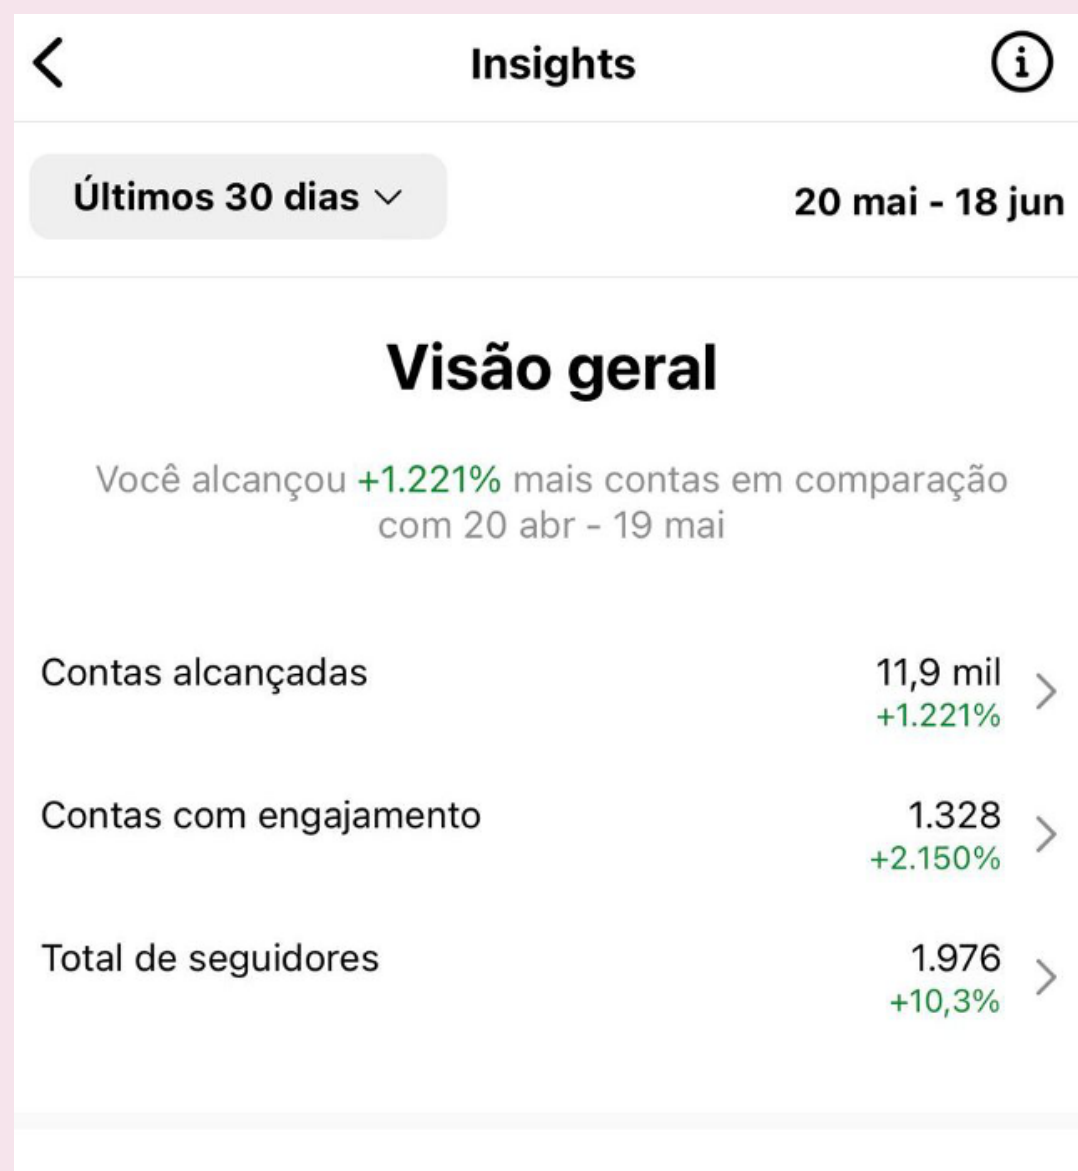 Insights
Últimos 30 dias
20 mai - 18 jun
Visão geral
Você alcançou +1.221% mais contas em comparação
com 20 abr - 19 mai
Contas alcançadas
11,9 mil
+1.221%
Contas com engajamento
1.328
+2.150%
Total de seguidores
1.976
+10,3%